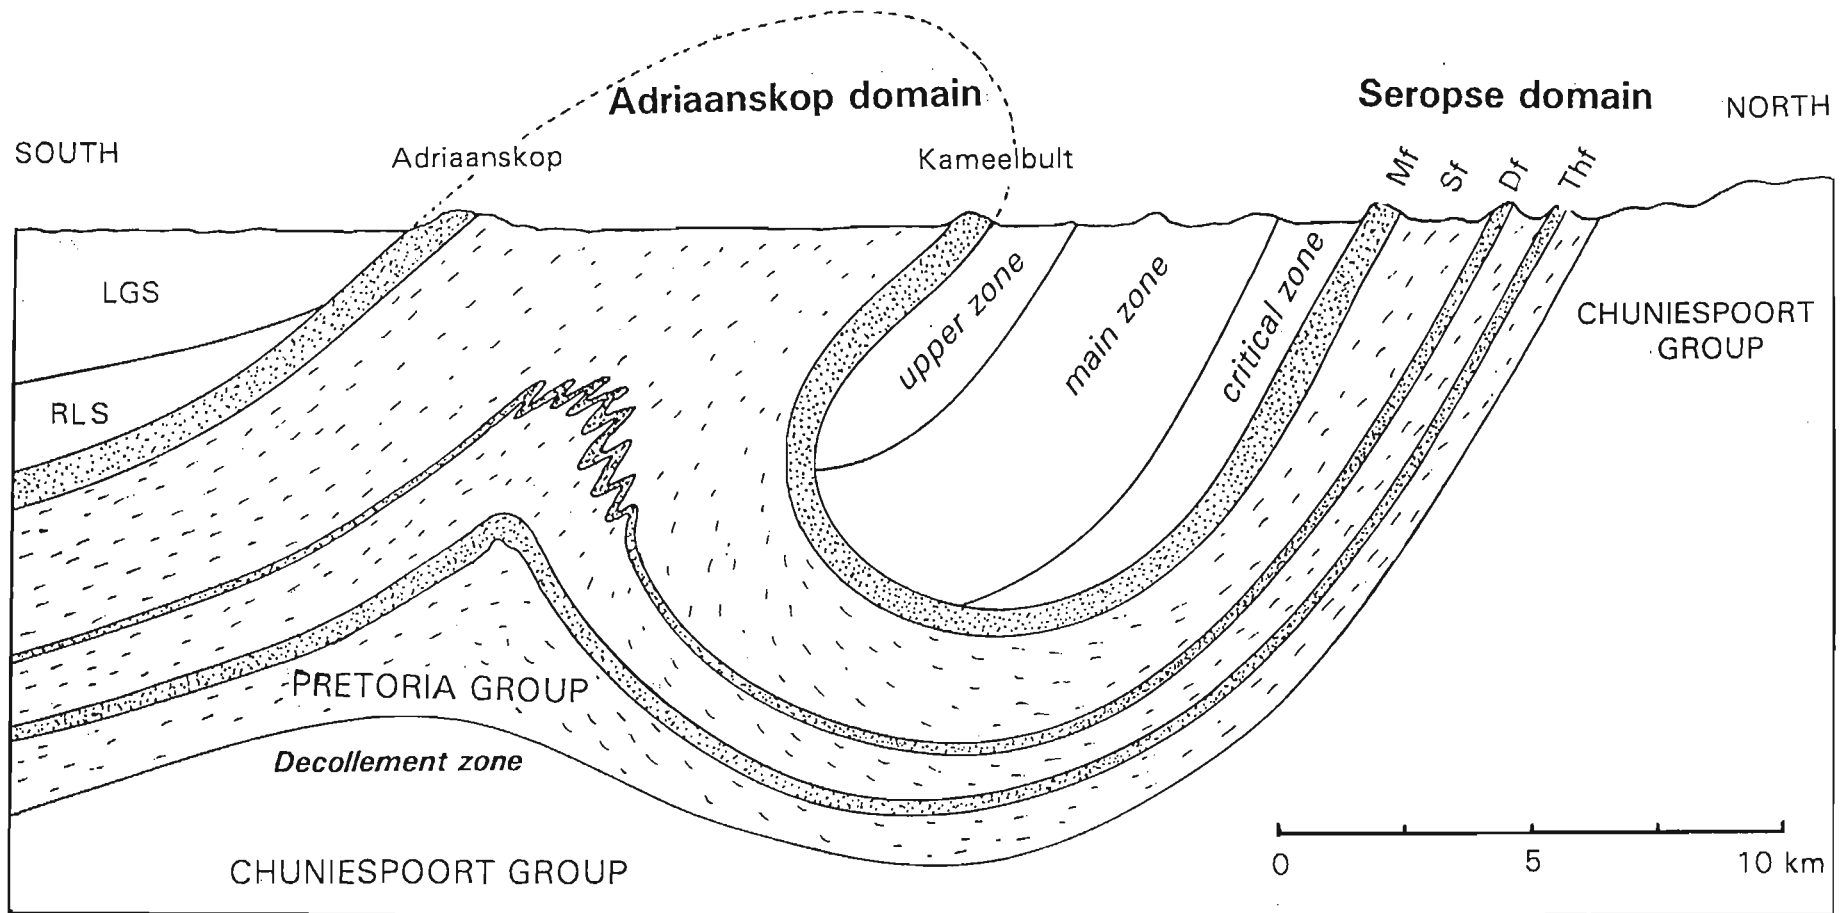 Adriaanskop domain
Seropse domain
NORTH
SOUTH
Adriaanskop
Kameelbult
Mf
Sf
Df
Thf
LGS
RLS
upper zone
main zone
critical zone
CHUNIESPOORT
GROUP
PRETORIA GROUP
Decollement zone
CHUNIESPOORT GROUP
0
5
10 km